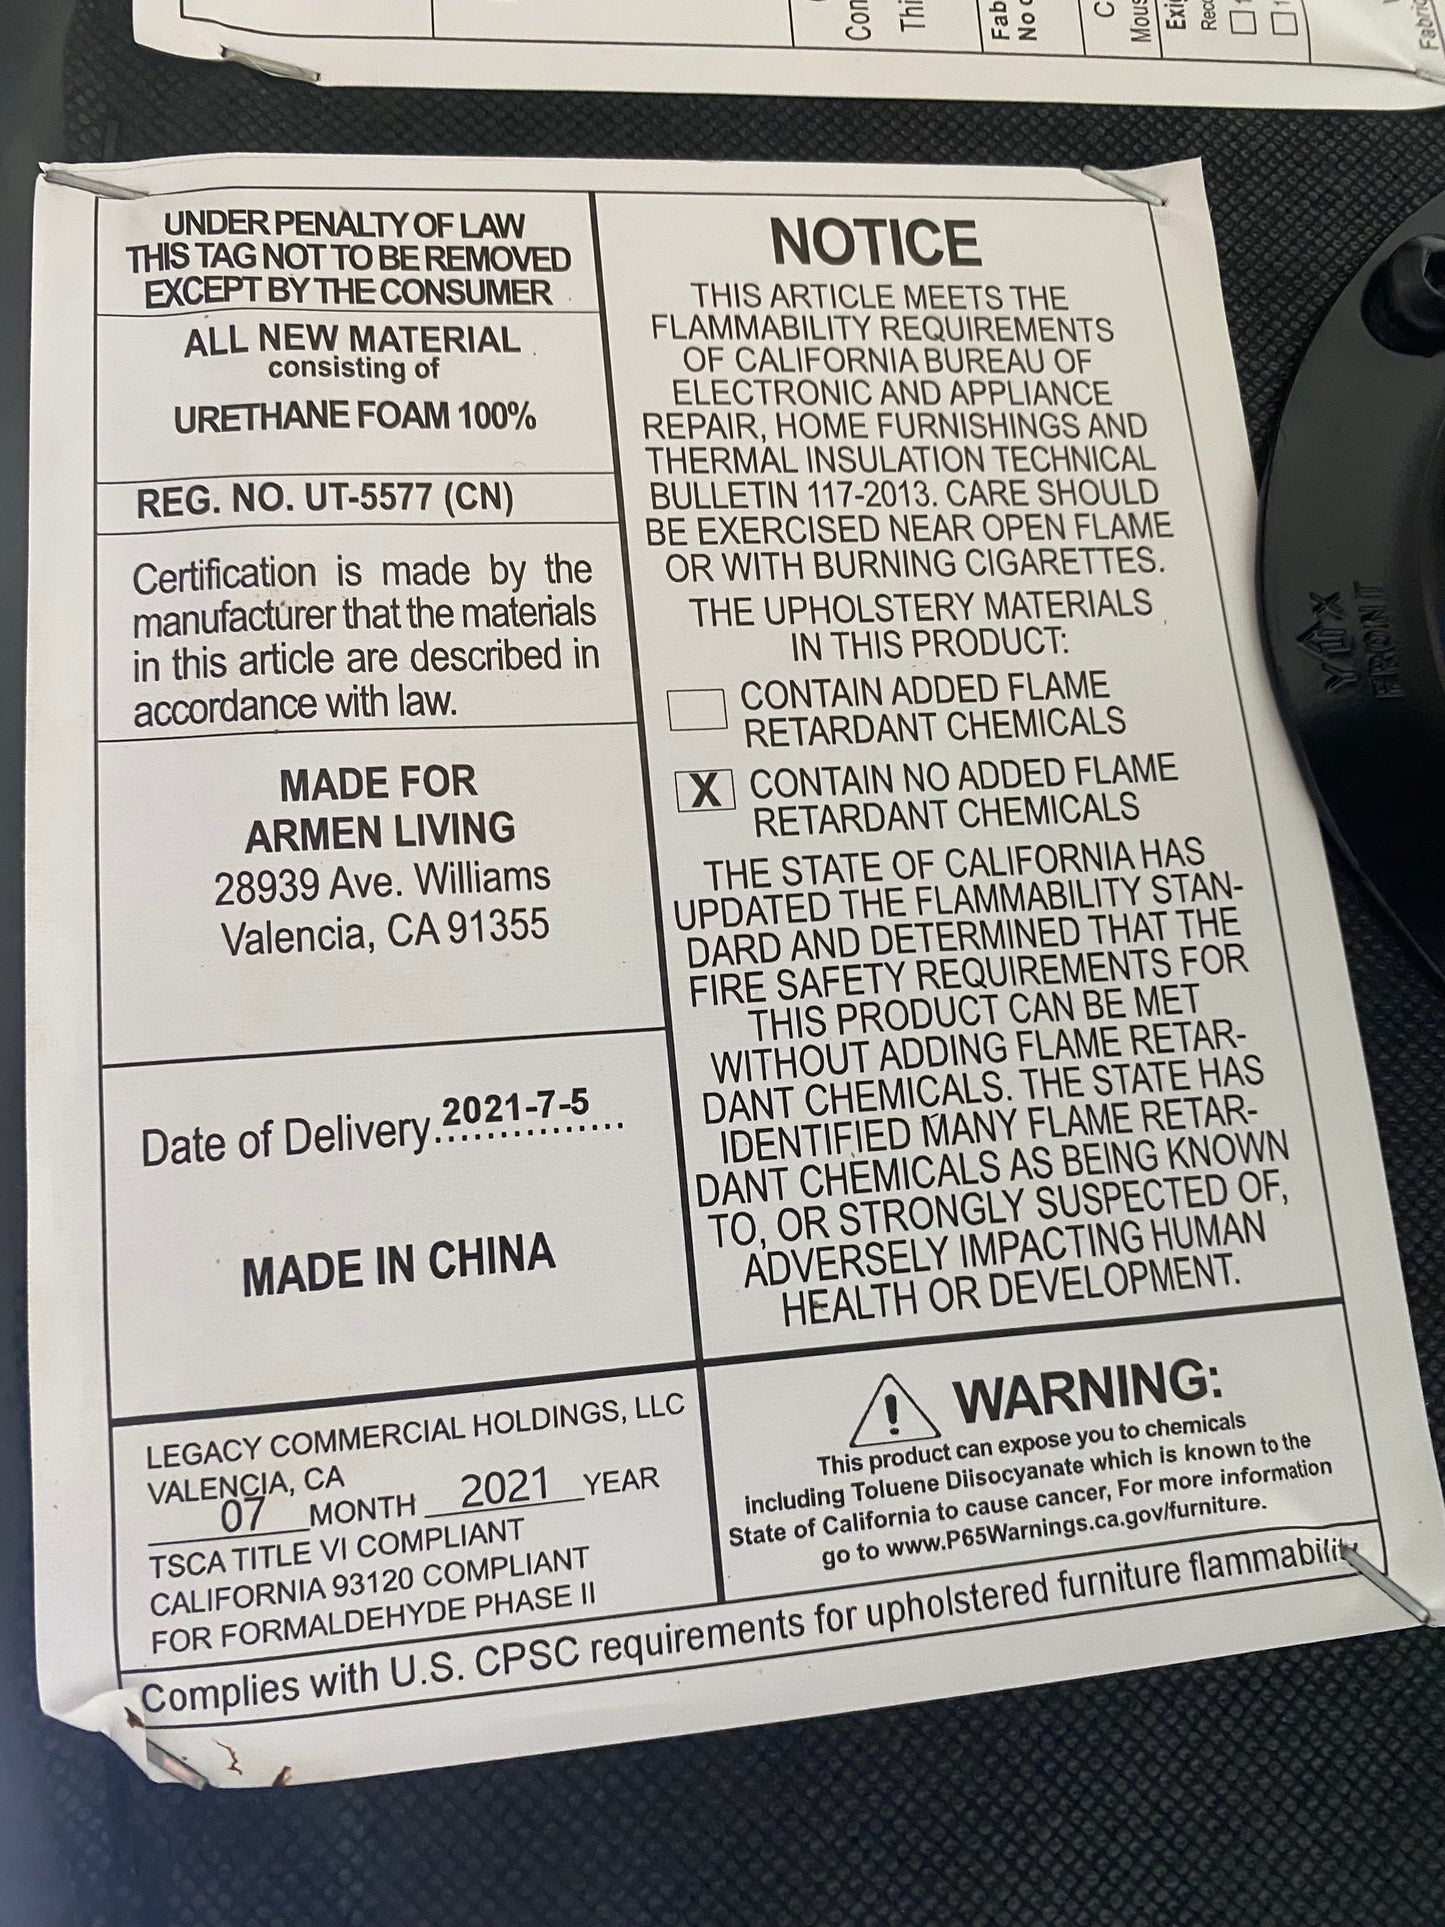 Con
Thi
Fab
No c
C
Mous
Exi
Rec
Fabric
UNDER PENALTY OF LAW
THIS TAG NOT TO BE REMOVED
EXCEPT BY THE CONSUMER
ALL NEW MATERIAL
consisting of
URETHANE FOAM 100%
REG. NO. UT-5577 (CN)
Certification is made by the
manufacturer that the materials
in this article are described in
accordance with law.
MADE FOR
ARMEN LIVING
28939 Ave. Williams
Valencia, CA 91355
Date of Delivery 2021-7-5
MADE IN CHINA
LEGACY COMMERCIAL HOLDINGS, LLC
VALENCIA, CA
07 MONTH 2021 YEAR
TSCA TITLE VI COMPLIANT
CALIFORNIA 93120 COMPLIANT
FOR FORMALDEHYDE PHASE II
NOTICE
THIS ARTICLE MEETS THE
FLAMMABILITY REQUIREMENTS
OF CALIFORNIA BUREAU OF
ELECTRONIC AND APPLIANCE
REPAIR, HOME FURNISHINGS AND
THERMAL INSULATION TECHNICAL
BULLETIN 117-2013. CARE SHOULD
BE EXERCISED NEAR OPEN FLAME
OR WITH BURNING CIGARETTES.
THE UPHOLSTERY MATERIALS
IN THIS PRODUCT:
CONTAIN ADDED FLAME
RETARDANT CHEMICALS
X CONTAIN NO ADDED FLAME
RETARDANT CHEMICALS
THE STATE OF CALIFORNIA HAS
UPDATED THE FLAMMABILITY STAN-
DARD AND DETERMINED THAT THE
FIRE SAFETY REQUIREMENTS FOR
THIS PRODUCT CAN BE MET
WITHOUT ADDING FLAME RETAR-
DANT CHEMICALS. THE STATE HAS
IDENTIFIED MANY FLAME RETAR-
DANT CHEMICALS AS BEING KNOWN
TO, OR STRONGLY SUSPECTED OF,
ADVERSELY IMPACTING HUMAN
HEALTH OR DEVELOPMENT.
! WARNING:
This product can expose you to chemicals
including Toluene Diisocyanate which is known to the
State of California to cause cancer, For more information
go to www.P65Warnings.ca.gov/furniture.
Complies with U.S. CPSC requirements for upholstered furniture flammability
FRONT